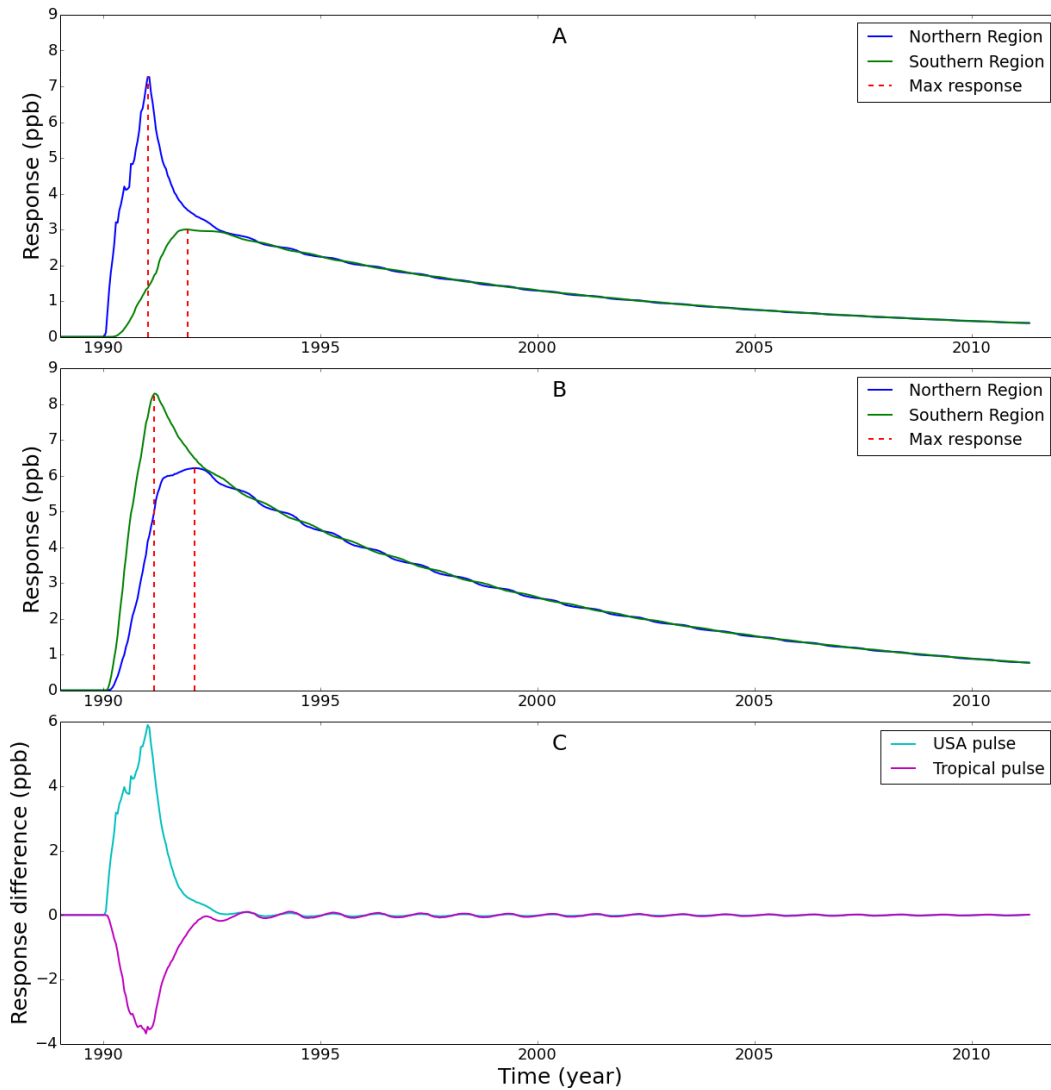 A
Northern Region
Southern Region
Max response
Response (ppb)
9
8
7
6
5
4
3
2
1
0
1990 1995 2000 2005 2010
B
Northern Region
Southern Region
Max response
Response (ppb)
9
8
7
6
5
4
3
2
1
0
1990 1995 2000 2005 2010
C
USA pulse
Tropical pulse
Response difference (ppb)
6
4
2
0
−2
−4
1990 1995 2000 2005 2010
Time (year)